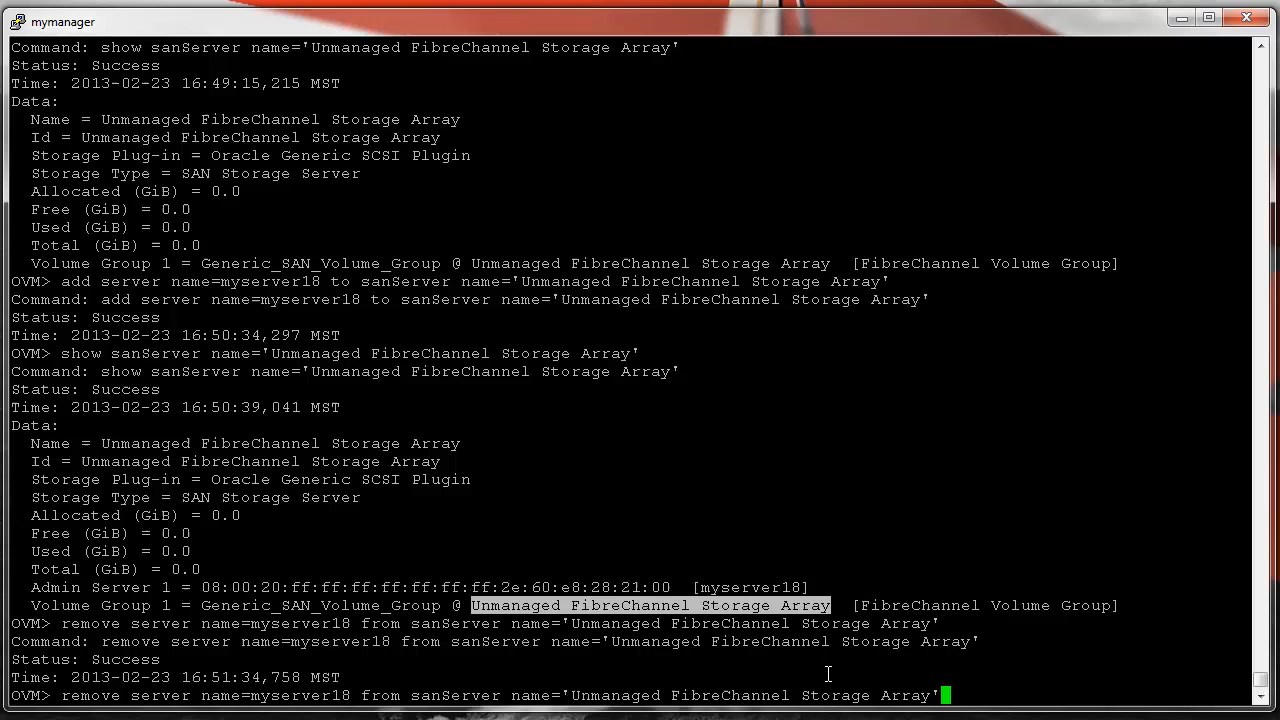 mymanager
Command: show sanServer name='Unmanaged FibreChannel Storage Array'
Status: Success
Time: 2013-02-23 16:49:15,215 MST
Data:
  Name = Unmanaged FibreChannel Storage Array
  Id = Unmanaged FibreChannel Storage Array
  Storage Plug-in = Oracle Generic SCSI Plugin
  Storage Type = SAN Storage Server
  Allocated (GiB) = 0.0
  Free (GiB) = 0.0
  Used (GiB) = 0.0
  Total (GiB) = 0.0
  Volume Group 1 = Generic_SAN_Volume_Group @ Unmanaged FibreChannel Storage Array  [FibreChannel Volume Group]
OVM> add server name=myserver18 to sanServer name='Unmanaged FibreChannel Storage Array'
Command: add server name=myserver18 to sanServer name='Unmanaged FibreChannel Storage Array'
Status: Success
Time: 2013-02-23 16:50:34,297 MST
OVM> show sanServer name='Unmanaged FibreChannel Storage Array'
Command: show sanServer name='Unmanaged FibreChannel Storage Array'
Status: Success
Time: 2013-02-23 16:50:39,041 MST
Data:
  Name = Unmanaged FibreChannel Storage Array
  Id = Unmanaged FibreChannel Storage Array
  Storage Plug-in = Oracle Generic SCSI Plugin
  Storage Type = SAN Storage Server
  Allocated (GiB) = 0.0
  Free (GiB) = 0.0
  Used (GiB) = 0.0
  Total (GiB) = 0.0
  Admin Server 1 = 08:00:20:ff:ff:ff:ff:ff:ff:ff:2e:60:e8:28:21:00  [myserver18]
  Volume Group 1 = Generic_SAN_Volume_Group @ Unmanaged FibreChannel Storage Array  [FibreChannel Volume Group]
OVM> remove server name=myserver18 from sanServer name='Unmanaged FibreChannel Storage Array'
Command: remove server name=myserver18 from sanServer name='Unmanaged FibreChannel Storage Array'
Status: Success
Time: 2013-02-23 16:51:34,758 MST
OVM> remove server name=myserver18 from sanServer name='Unmanaged FibreChannel Storage Array'